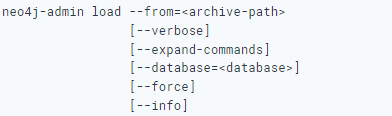 neo4j-admin load --from=<archive-path>
[--verbose]
[--expand-commands]
[--database=<database>]
[--force]
[--info]